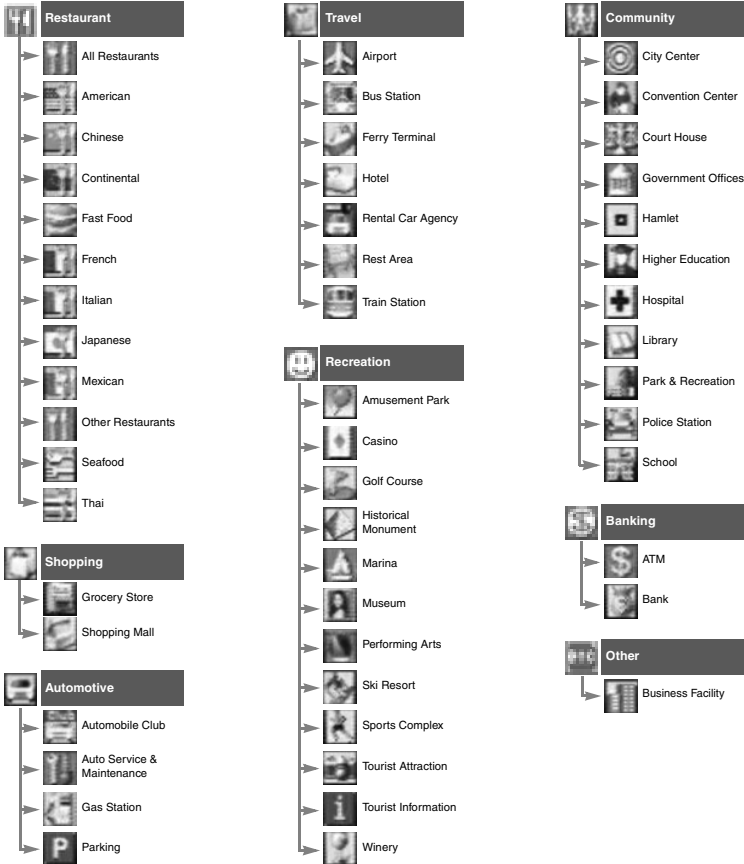 Restaurant
All Restaurants
American
Chinese
Continental
Fast Food
French
Italian
Japanese
Mexican
Other Restaurants
Seafood
Thai
Shopping
Grocery Store
Shopping Mall
Automotive
Automobile Club
Auto Service &
Maintenance
Gas Station
P
Parking
Travel
Airport
Bus Station
Ferry Terminal
Hotel
Rental Car Agency
Rest Area
Train Station
Recreation
Amusement Park
Casino
Golf Course
Historical
Monument
Marina
Museum
Performing Arts
Ski Resort
Sports Complex
Tourist Attraction
i
Tourist Information
Winery
Community
City Center
Convention Center
Court House
Government Offices
Hamlet
Higher Education
Hospital
Library
Park & Recreation
Police Station
School
$
Banking
$
ATM
Bank
etc
Other
Business Facility